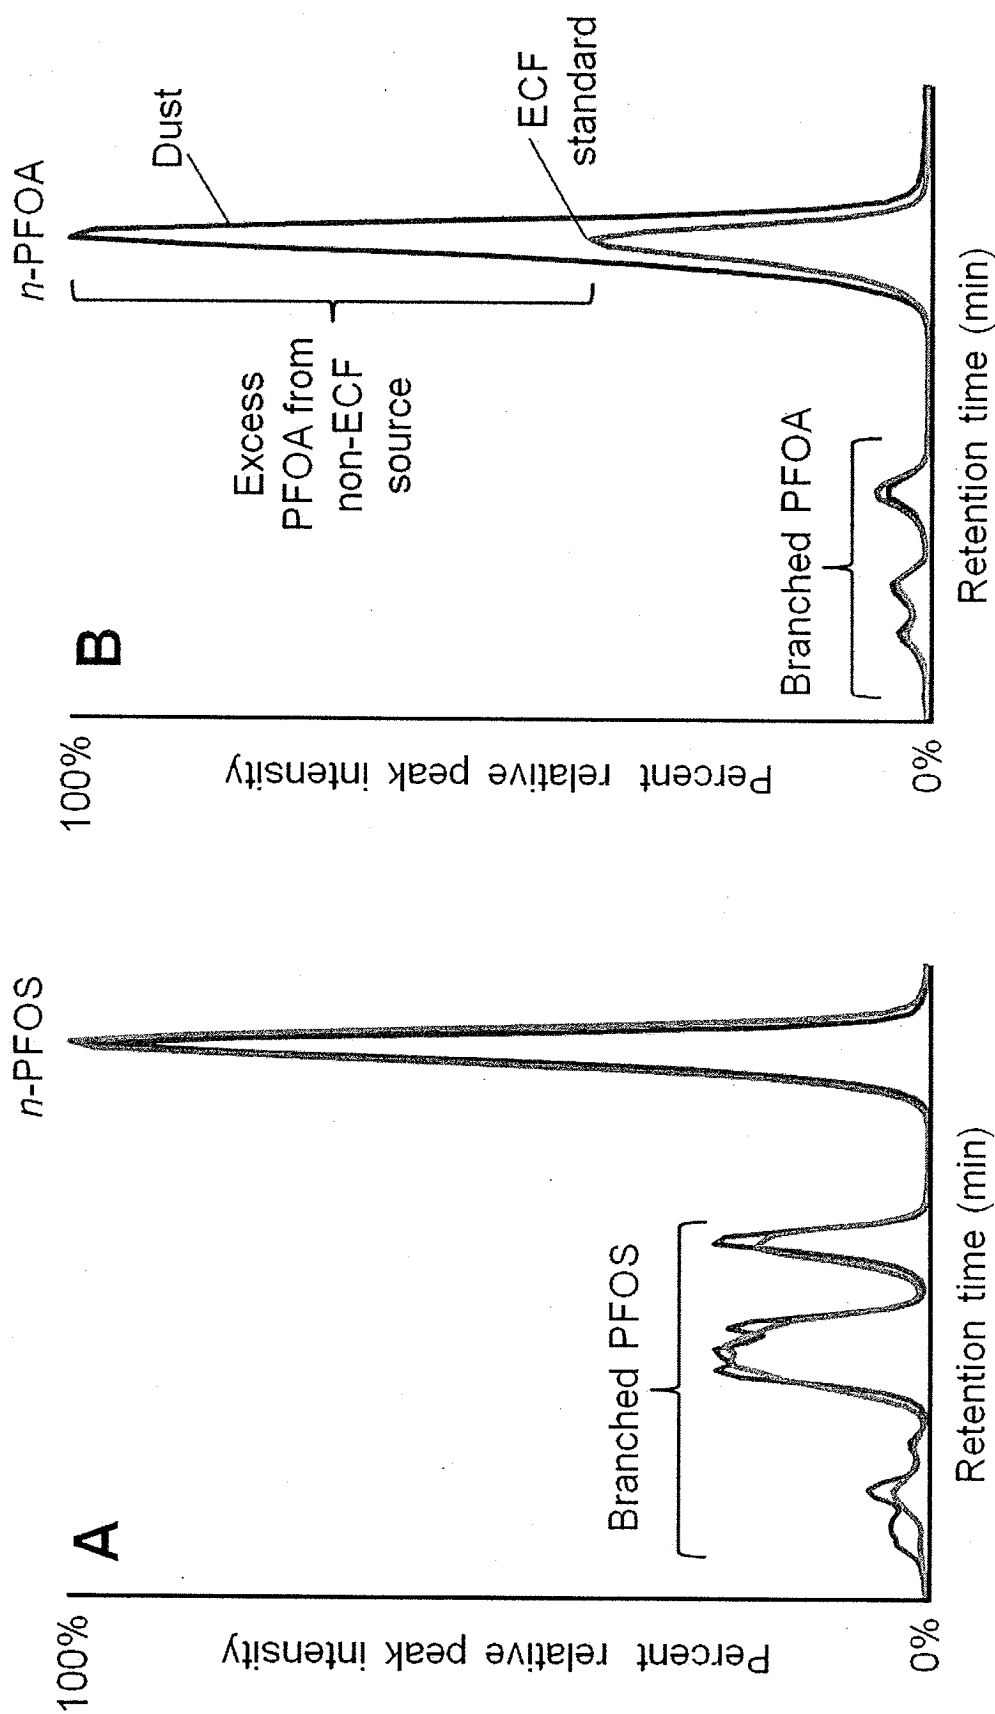 A
n-PFOS
100%
Percent relative peak intensity
0%
Branched PFOS
Retention time (min)
B
n-PFOA
100%
Percent relative peak intensity
0%
Dust
ECF
standard
Excess
PFOA from
non-ECF
source
Branched PFOA
Retention time (min)